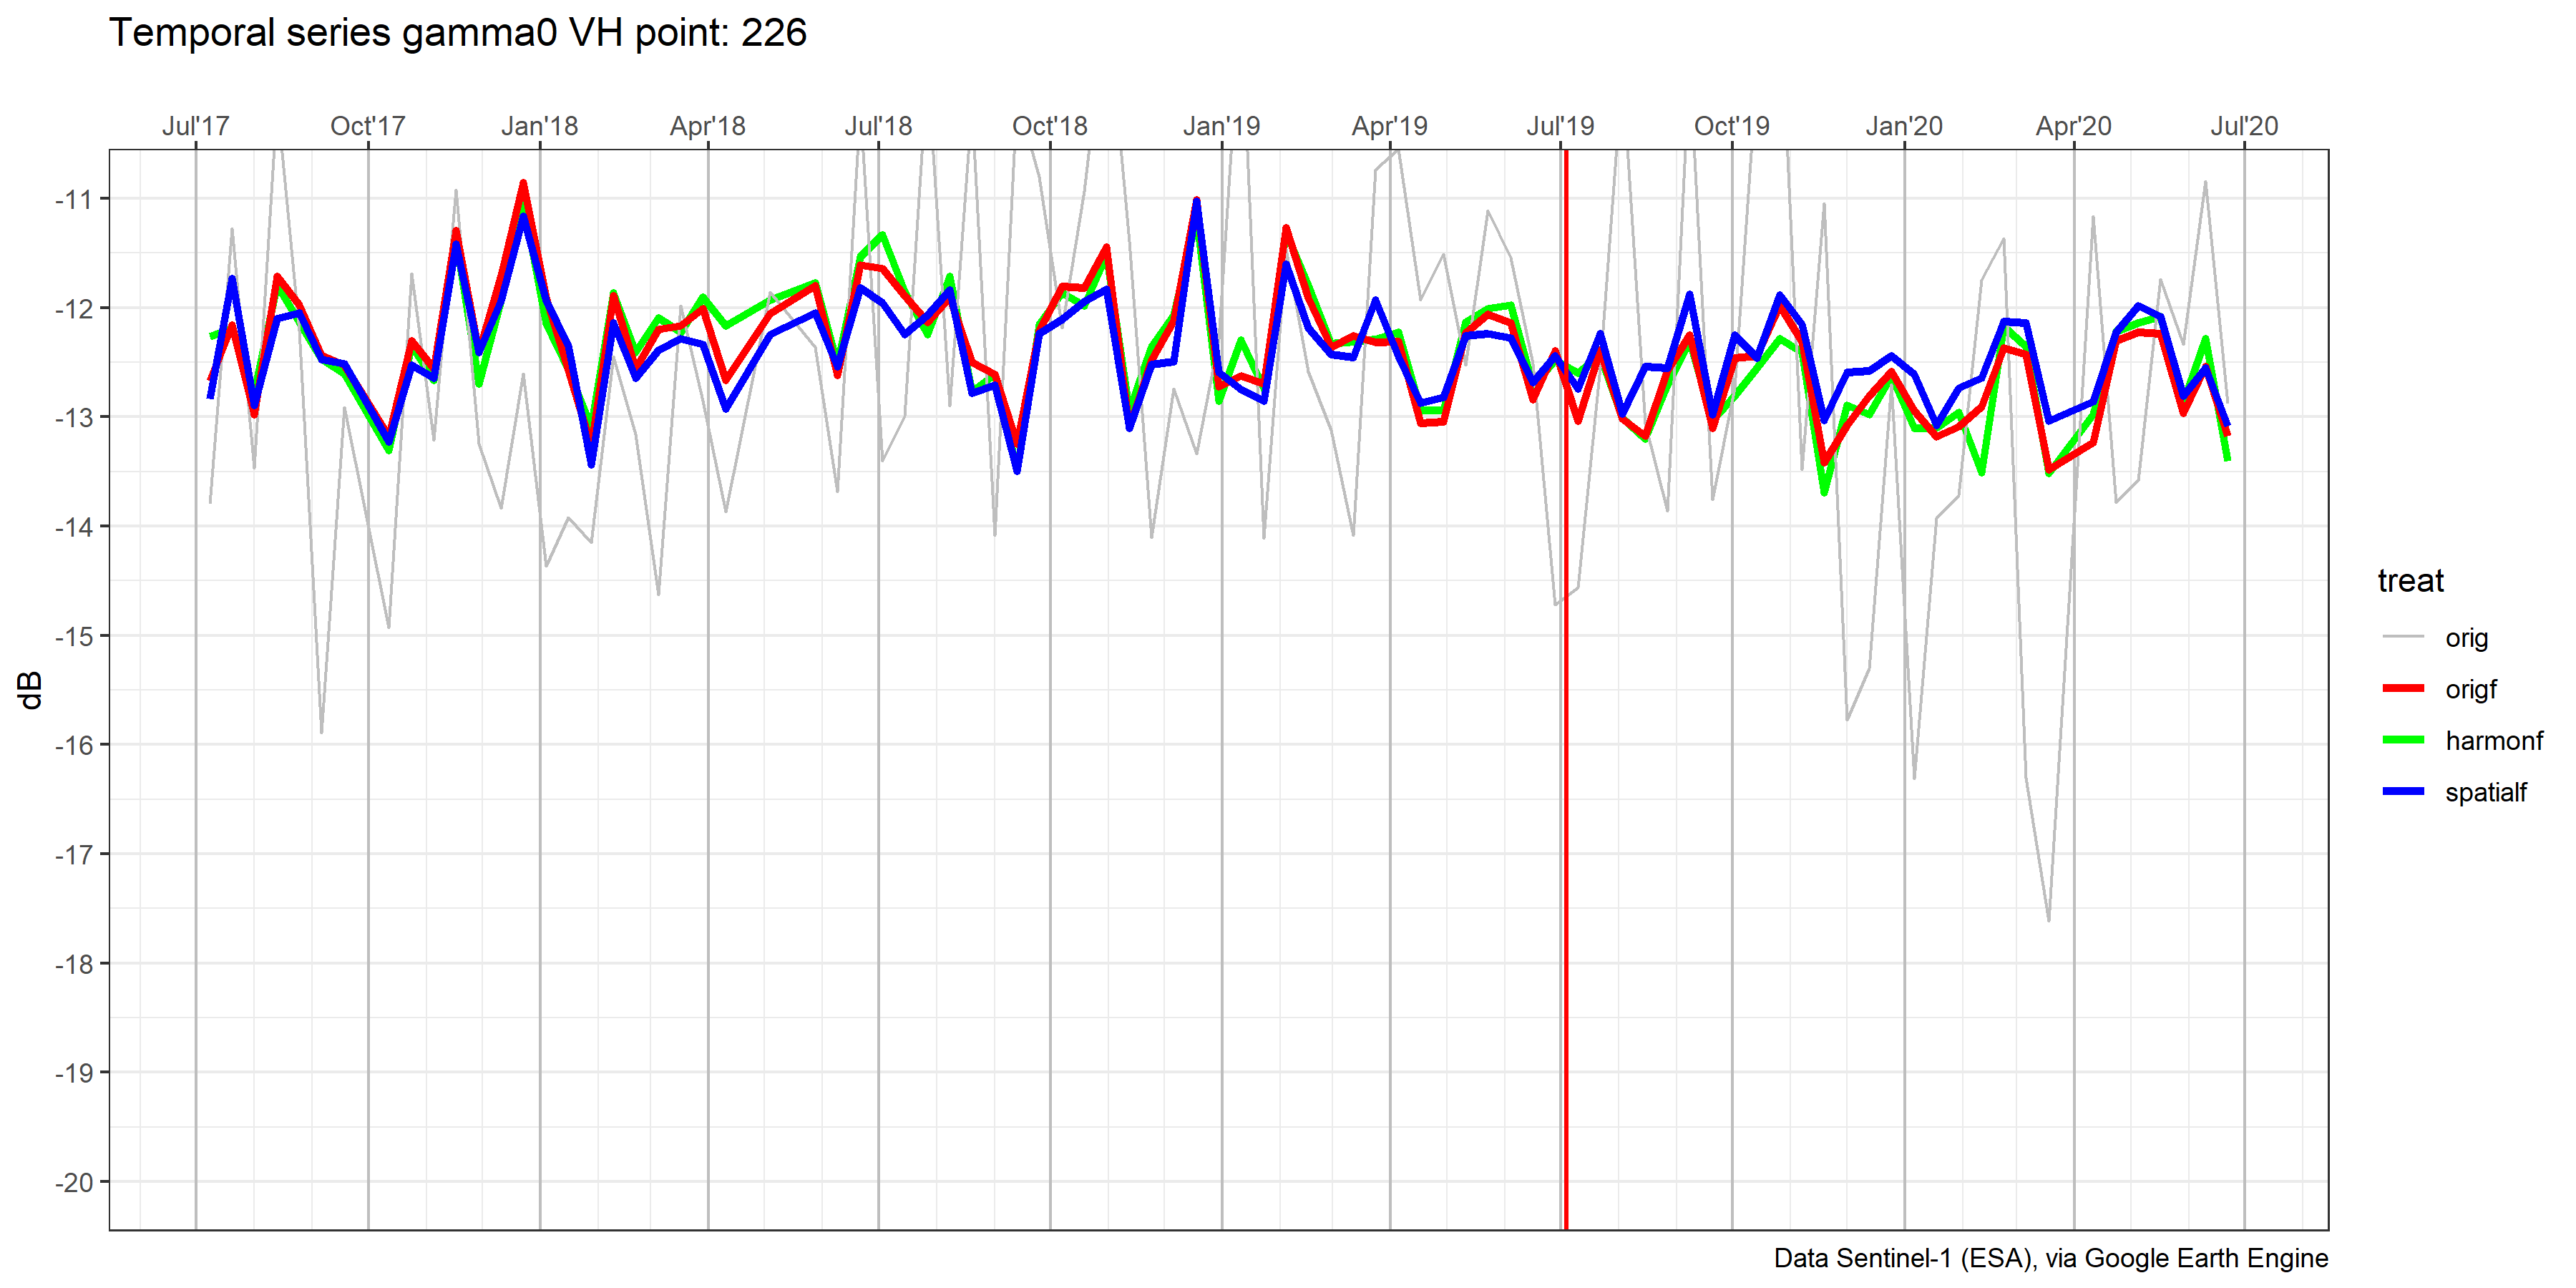 Temporal series gamma0 VH point: 226
Jul'17 Oct'17 Jan'18 Apr'18 Jul'18 Oct'18 Jan'19 Apr'19 Jul'19 Oct'19 Jan'20 Apr'20 Jul'20
-11
-12
-13
-14
-15
-16
-17
-18
-19
-20
dB
treat
orig
origf
harmonf
spatialf
Data Sentinel-1 (ESA), via Google Earth Engine